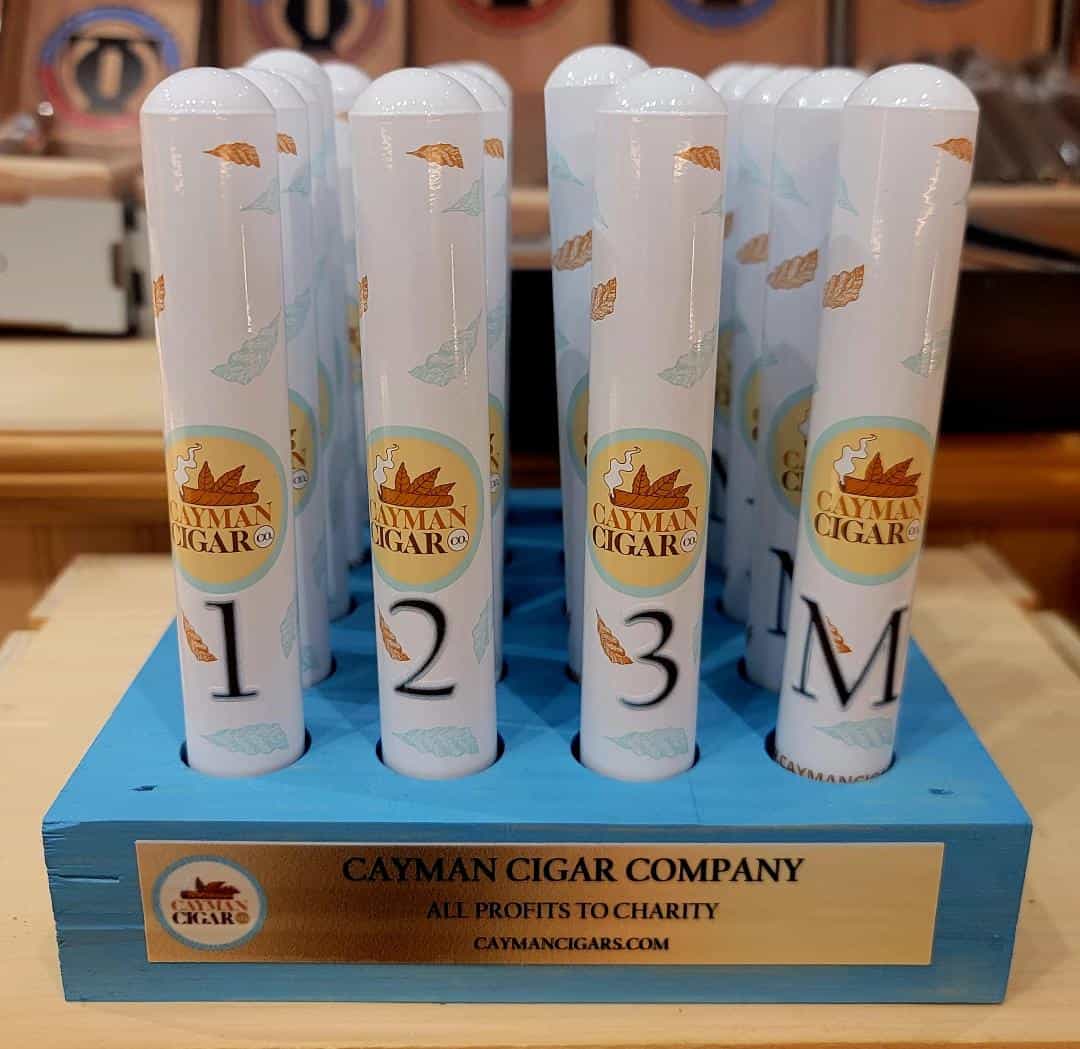 CAYMAN
CIGAR CO.
1
CAYMAN
CIGAR CO.
2
CAYMAN
CIGAR CO.
3
CAYMAN
CIGAR CO.
M
CAYMAN CIGAR COMPANY
ALL PROFITS TO CHARITY
CAYMANCIGARS.COM
CAYMAN
CIGAR CO.